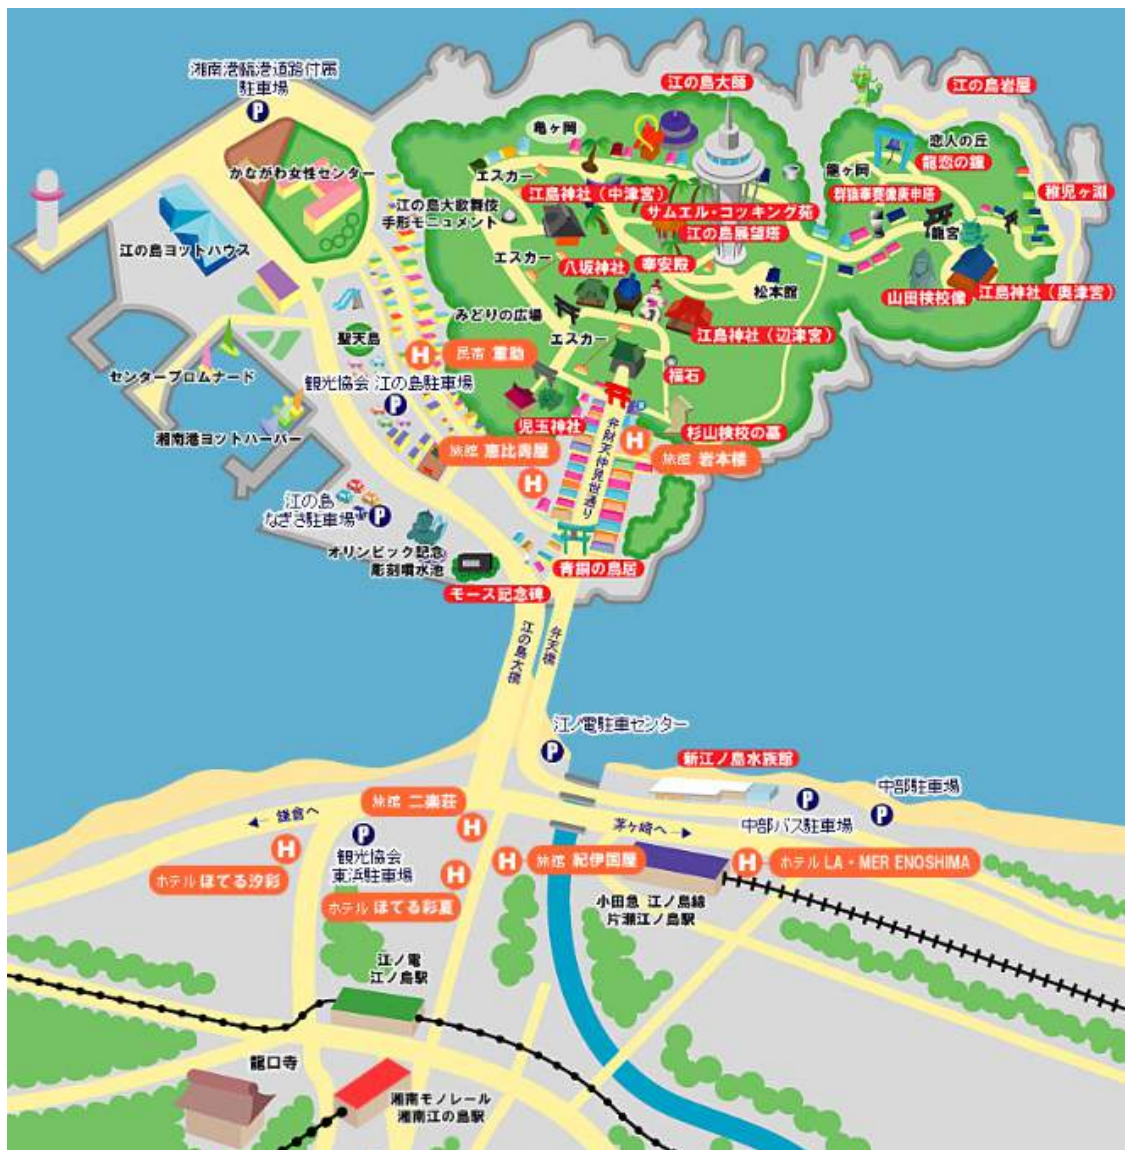 湘南港臨港道路付属
駐車場
江の島大師
江の島岩屋
亀ヶ岡
恋人の丘
かながわ女性センター
エスカー
龍恋の鐘
龍ヶ岡
江島神社（中津宮）
群猿奉賽像庚申塔
稚児ヶ淵
江の島大歌舞伎
手形モニュメント
サムエル・コッキング苑
江の島展望塔
龍宮
江の島ヨットハウス
エスカー
八坂神社
奉安殿
松本館
山田検校像
江島神社（奥津宮）
みどりの広場
聖天島
エスカー
江島神社（辺津宮）
民宿
センタープロムナード
観光協会 江の島駐車場
福石
児玉神社
杉山検校の墓
湘南港ヨットハーバー
旅館 恵比寿屋
弁財天仲見世通り
旅館 岩本楼
江の島
なぎさ駐車場
オリンピック記念
彫刻噴水池
青銅の鳥居
モース記念碑
江の島大橋
弁天橋
江ノ電駐車センター
新江ノ島水族館
中部駐車場
旅館 二楽荘
鎌倉へ
茅ヶ崎へ
中部バス駐車場
観光協会
東浜駐車場
旅館 紀伊国屋
ホテル LA・MER ENOSHIMA
ホテル ほてる汐彩
ホテル ほてる彩夏
小田急 江ノ島線
片瀬江ノ島駅
江ノ電
江ノ島駅
龍口寺
湘南モノレール
湘南江の島駅